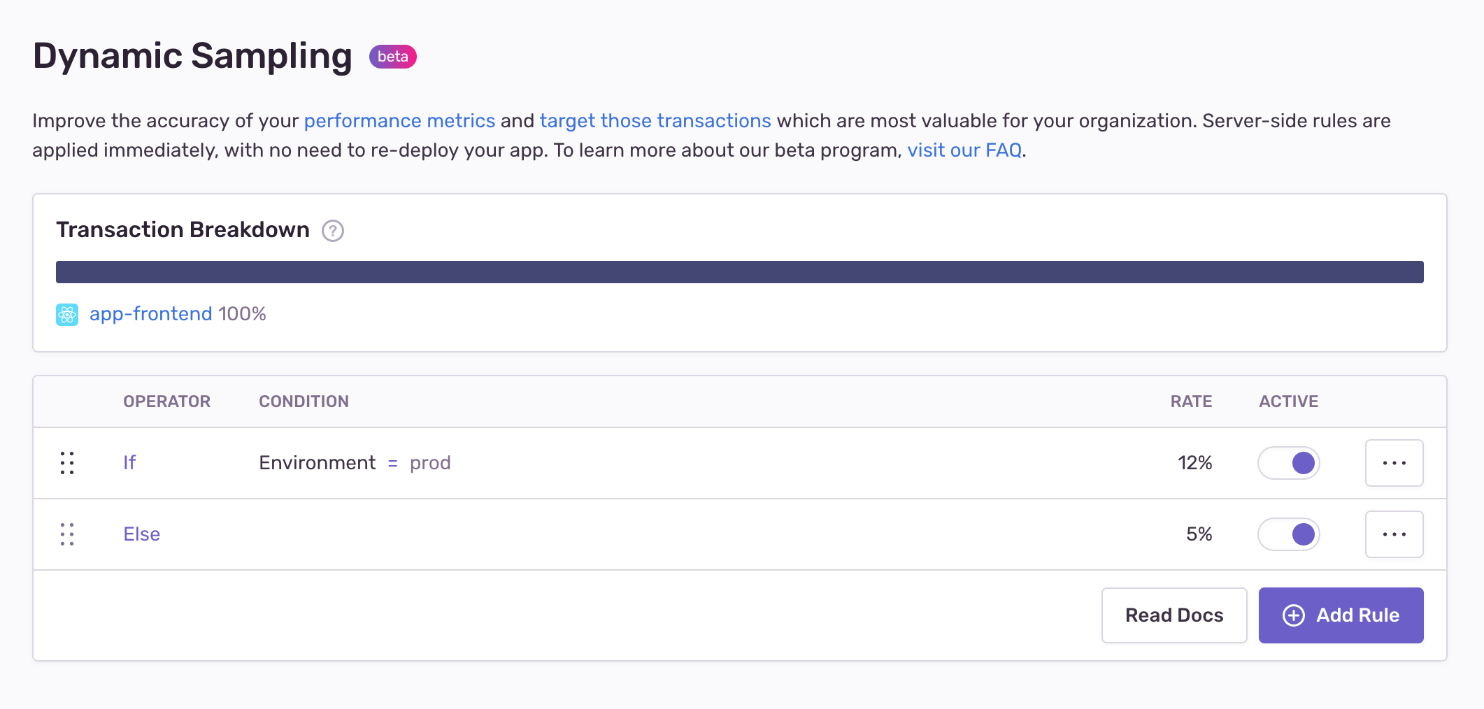 Dynamic Sampling beta
Improve the accuracy of your performance metrics and target those transactions which are most valuable for your organization. Server-side rules are
applied immediately, with no need to re-deploy your app. To learn more about our beta program, visit our FAQ.
Transaction Breakdown ?
app-frontend 100%
OPERATOR CONDITION RATE ACTIVE
If Environment = prod 12%
Else 5%
Read Docs Add Rule